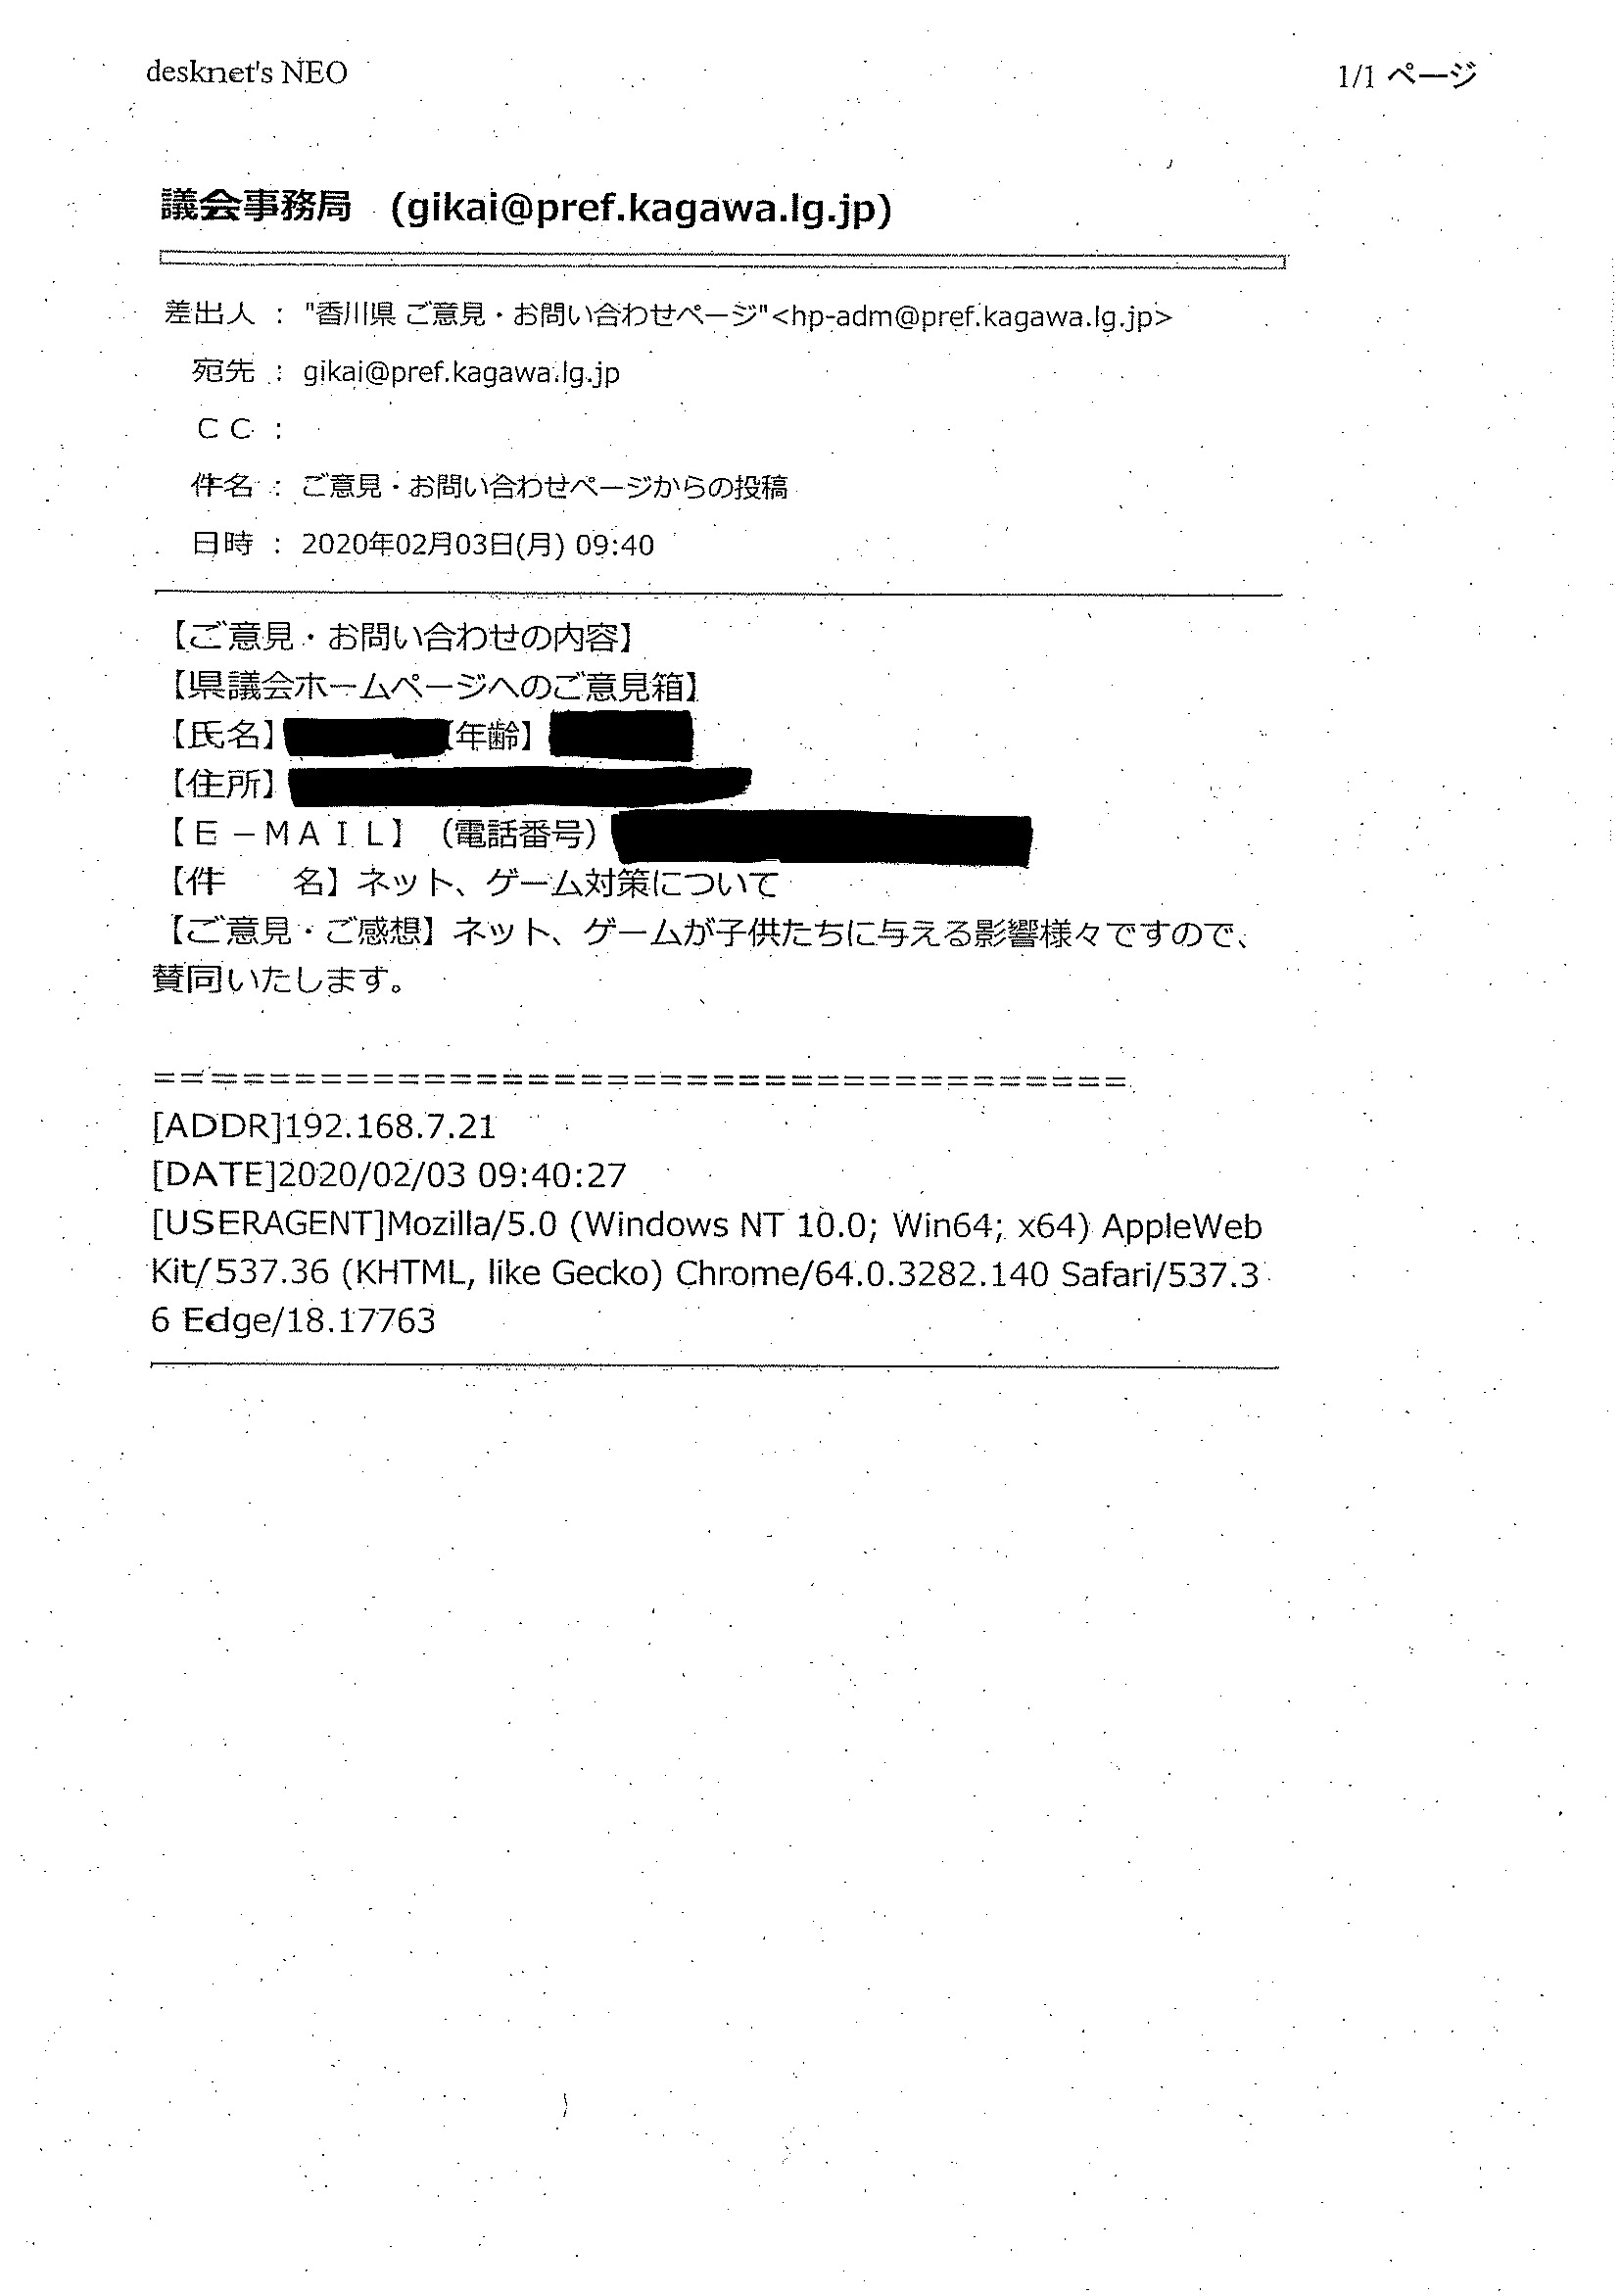 desknet's NEO
1/1 ページ
議会事務局 (gikai@pref.kagawa.lg.jp)
差出人 : "香川県 ご意見・お問い合わせページ"<hp-adm@pref.kagawa.lg.jp>
宛先 : gikai@pref.kagawa.lg.jp
ＣＣ :
件名 : ご意見・お問い合わせページからの投稿
日時 : 2020年02月03日(月) 09:40
【ご意見・お問い合わせの内容】
【県議会ホームページへのご意見箱】
【氏名】 【年齢】
【住所】
【Ｅ－ＭＡＩＬ】（電話番号）
【件　　名】ネット、ゲーム対策について
【ご意見・ご感想】ネット、ゲームが子供たちに与える影響様々ですので、
賛同いたします。
======================================
[ADDR]192.168.7.21
[DATE]2020/02/03 09:40:27
[USERAGENT]Mozilla/5.0 (Windows NT 10.0; Win64; x64) AppleWeb
Kit/537.36 (KHTML, like Gecko) Chrome/64.0.3282.140 Safari/537.3
6 Edge/18.17763